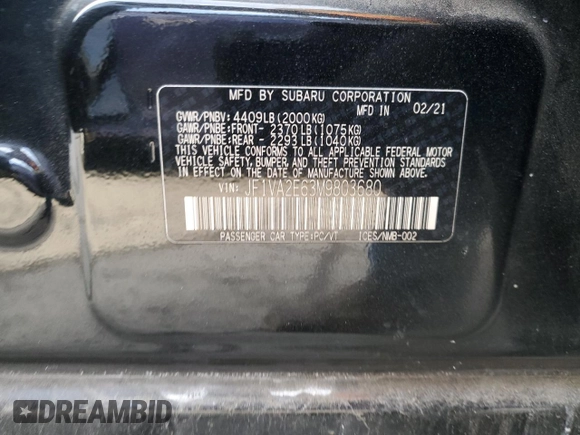 MFD BY SUBARU CORPORATION
MFD IN 02/21
GVWR/PNBV: 4409LB(2000KG)
GAWR/PNBE:FRONT- 2370LB(1075KG)
GAWR/PNBE:REAR - 2293LB(1040KG)
THIS VEHICLE CONFORMS TO ALL APPLICABLE FEDERAL MOTOR
VEHICLE SAFETY, BUMPER, AND THEFT PREVENTION STANDARDS
IN EFFECT ON THE DATE OF MANUFACTURE SHOWN ABOVE.
VIN: JF1VA2E63V9803680
PASSENGER CAR TYPE:PC/VT ICES/NMB-002
DREAMBID